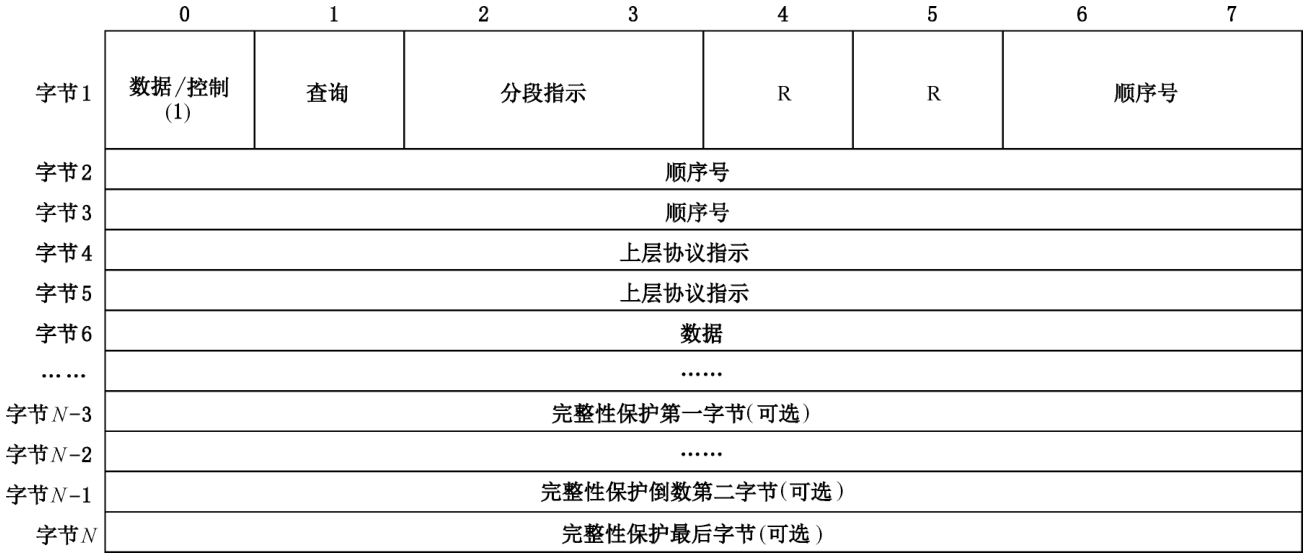 0 1 2 3 4 5 6 7
字节1 数据/控制 查询 分段指示 R R 顺序号
(1)
字节2 顺序号
字节3 顺序号
字节4 上层协议指示
字节5 上层协议指示
字节6 数据
…… ……
字节N-3 完整性保护第一字节(可选)
字节N-2 ……
字节N-1 完整性保护倒数第二字节(可选)
字节N 完整性保护最后字节(可选)